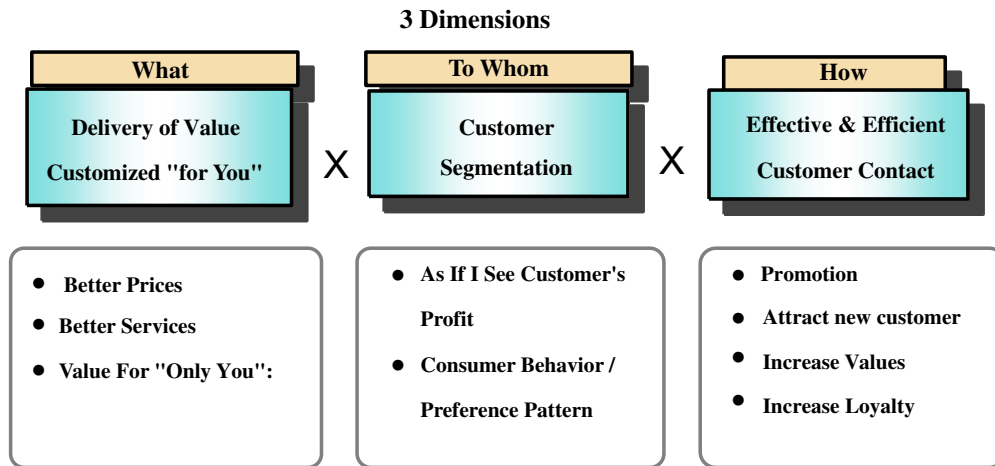 3 Dimensions
What
Delivery of Value
Customized "for You"
X
To Whom
Customer
Segmentation
X
How
Effective & Efficient
Customer Contact
● Better Prices
● Better Services
● Value For "Only You":
● As If I See Customer's
Profit
● Consumer Behavior /
Preference Pattern
● Promotion
● Attract new customer
● Increase Values
● Increase Loyalty